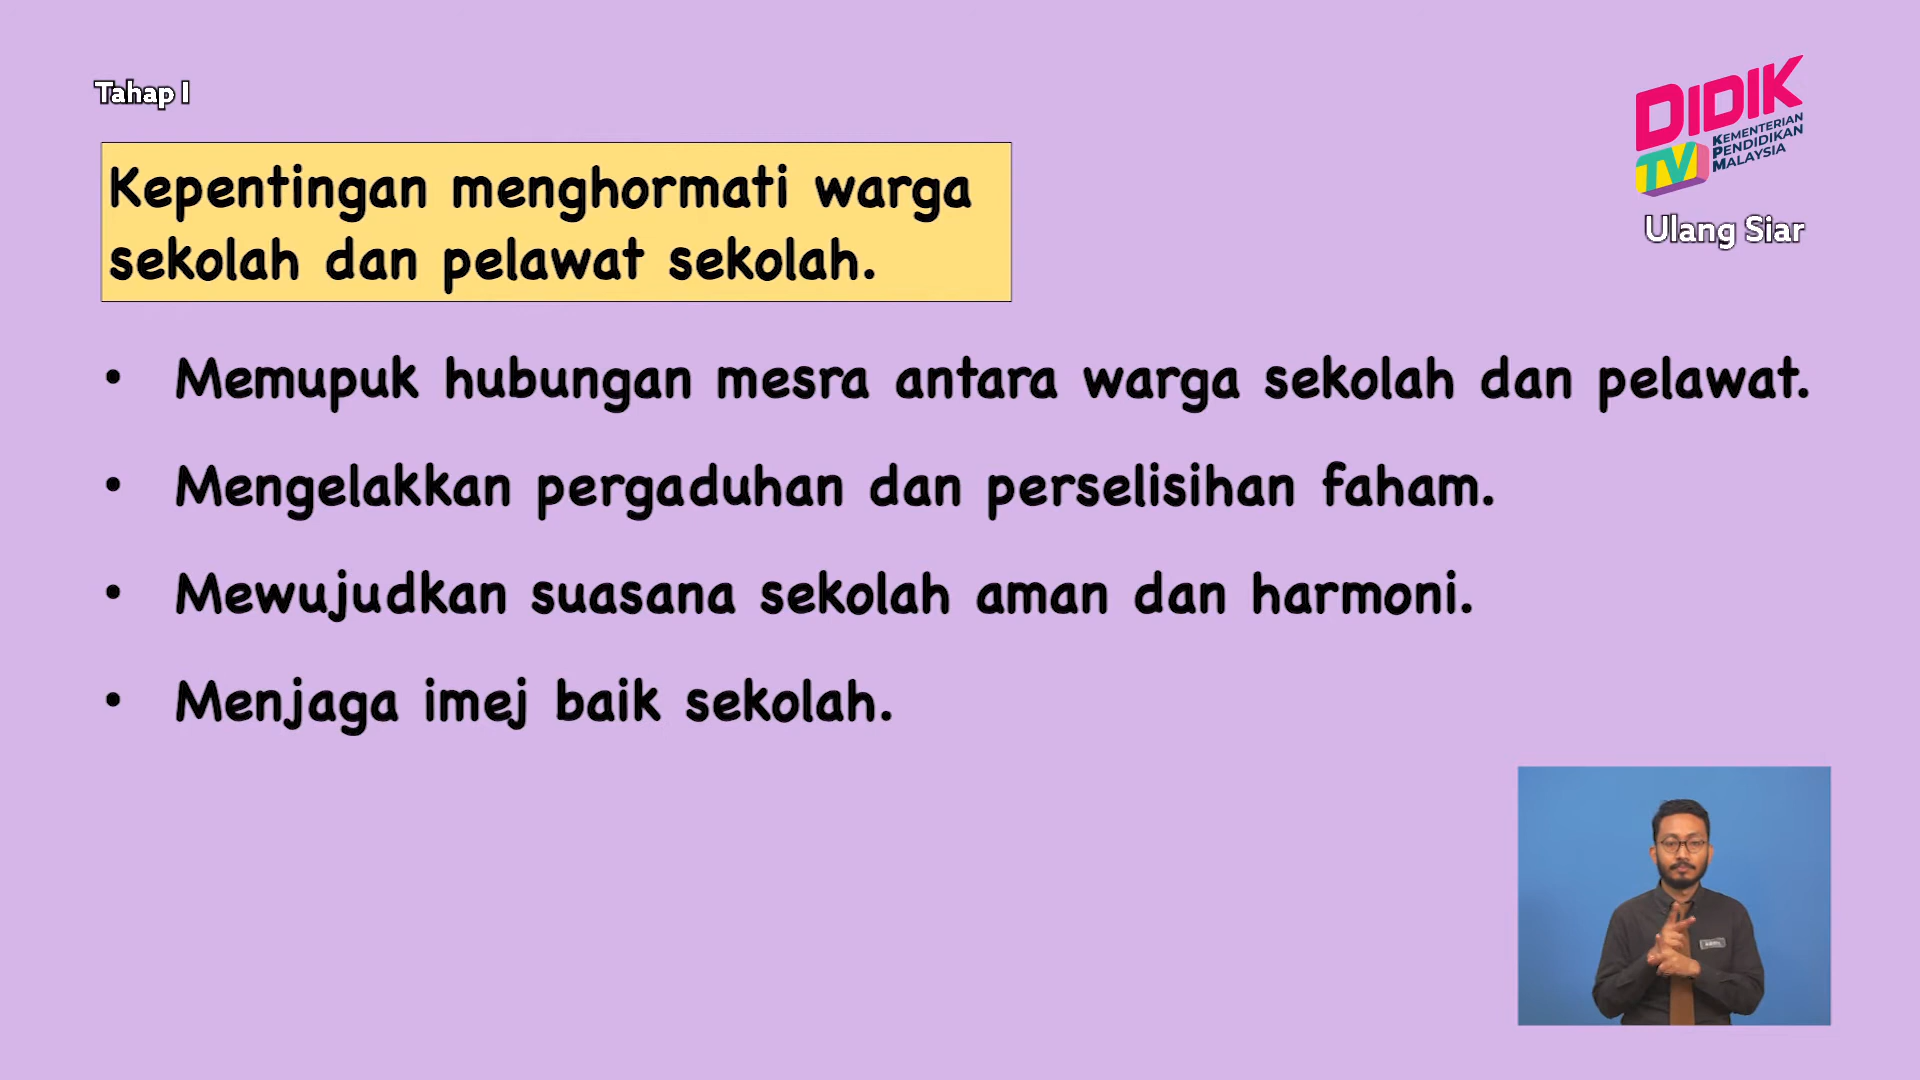 Tahap I
DIDIK
TV
KEMENTERIAN
PENDIDIKAN
MALAYSIA
Ulang Siar
Kepentingan menghormati warga
sekolah dan pelawat sekolah.
• Memupuk hubungan mesra antara warga sekolah dan pelawat.
• Mengelakkan pergaduhan dan perselisihan faham.
• Mewujudkan suasana sekolah aman dan harmoni.
• Menjaga imej baik sekolah.